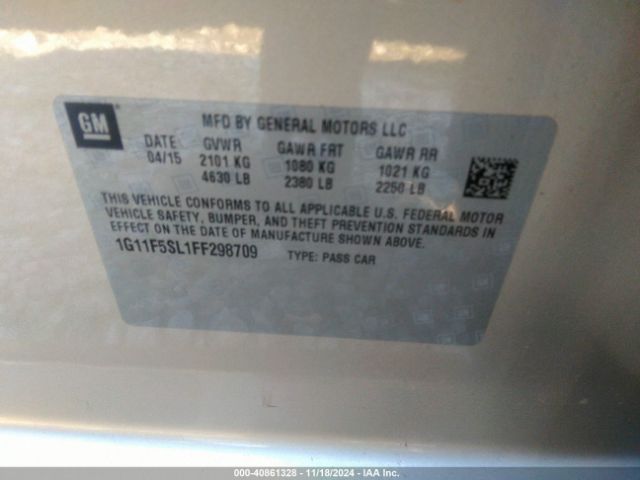 GM
MFD BY GENERAL MOTORS LLC
DATE GVWR GAWR FRT GAWR RR
04/15 2101 KG 1080 KG 1021 KG
4630 LB 2380 LB 2250 LB
THIS VEHICLE CONFORMS TO ALL APPLICABLE U.S. FEDERAL MOTOR
VEHICLE SAFETY, BUMPER, AND THEFT PREVENTION STANDARDS IN
EFFECT ON THE DATE OF MANUFACTURE SHOWN ABOVE.
1G11F5SL1FF298709 TYPE: PASS CAR
000-40861328 - 11/18/2024 - IAA Inc.